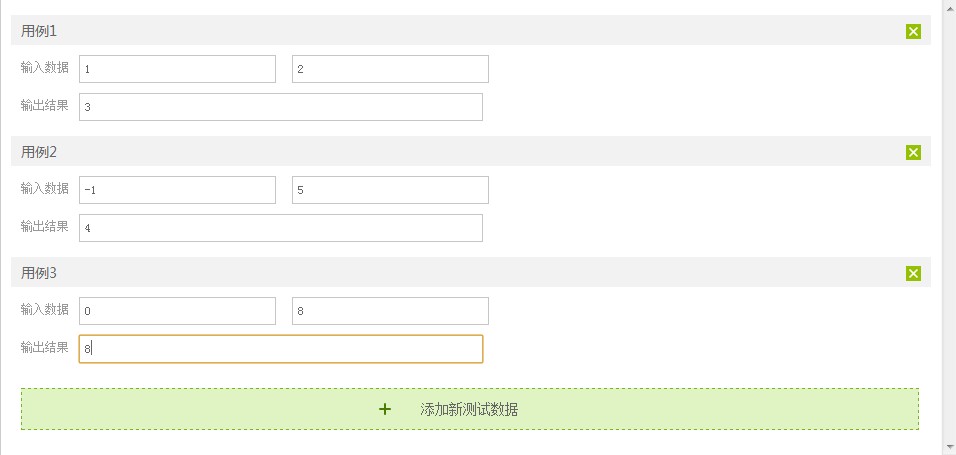 用例1
输入数据 1 2
输出结果 3
用例2
输入数据 -1 5
输出结果 4
用例3
输入数据 0 8
输出结果 8
+ 添加新测试数据